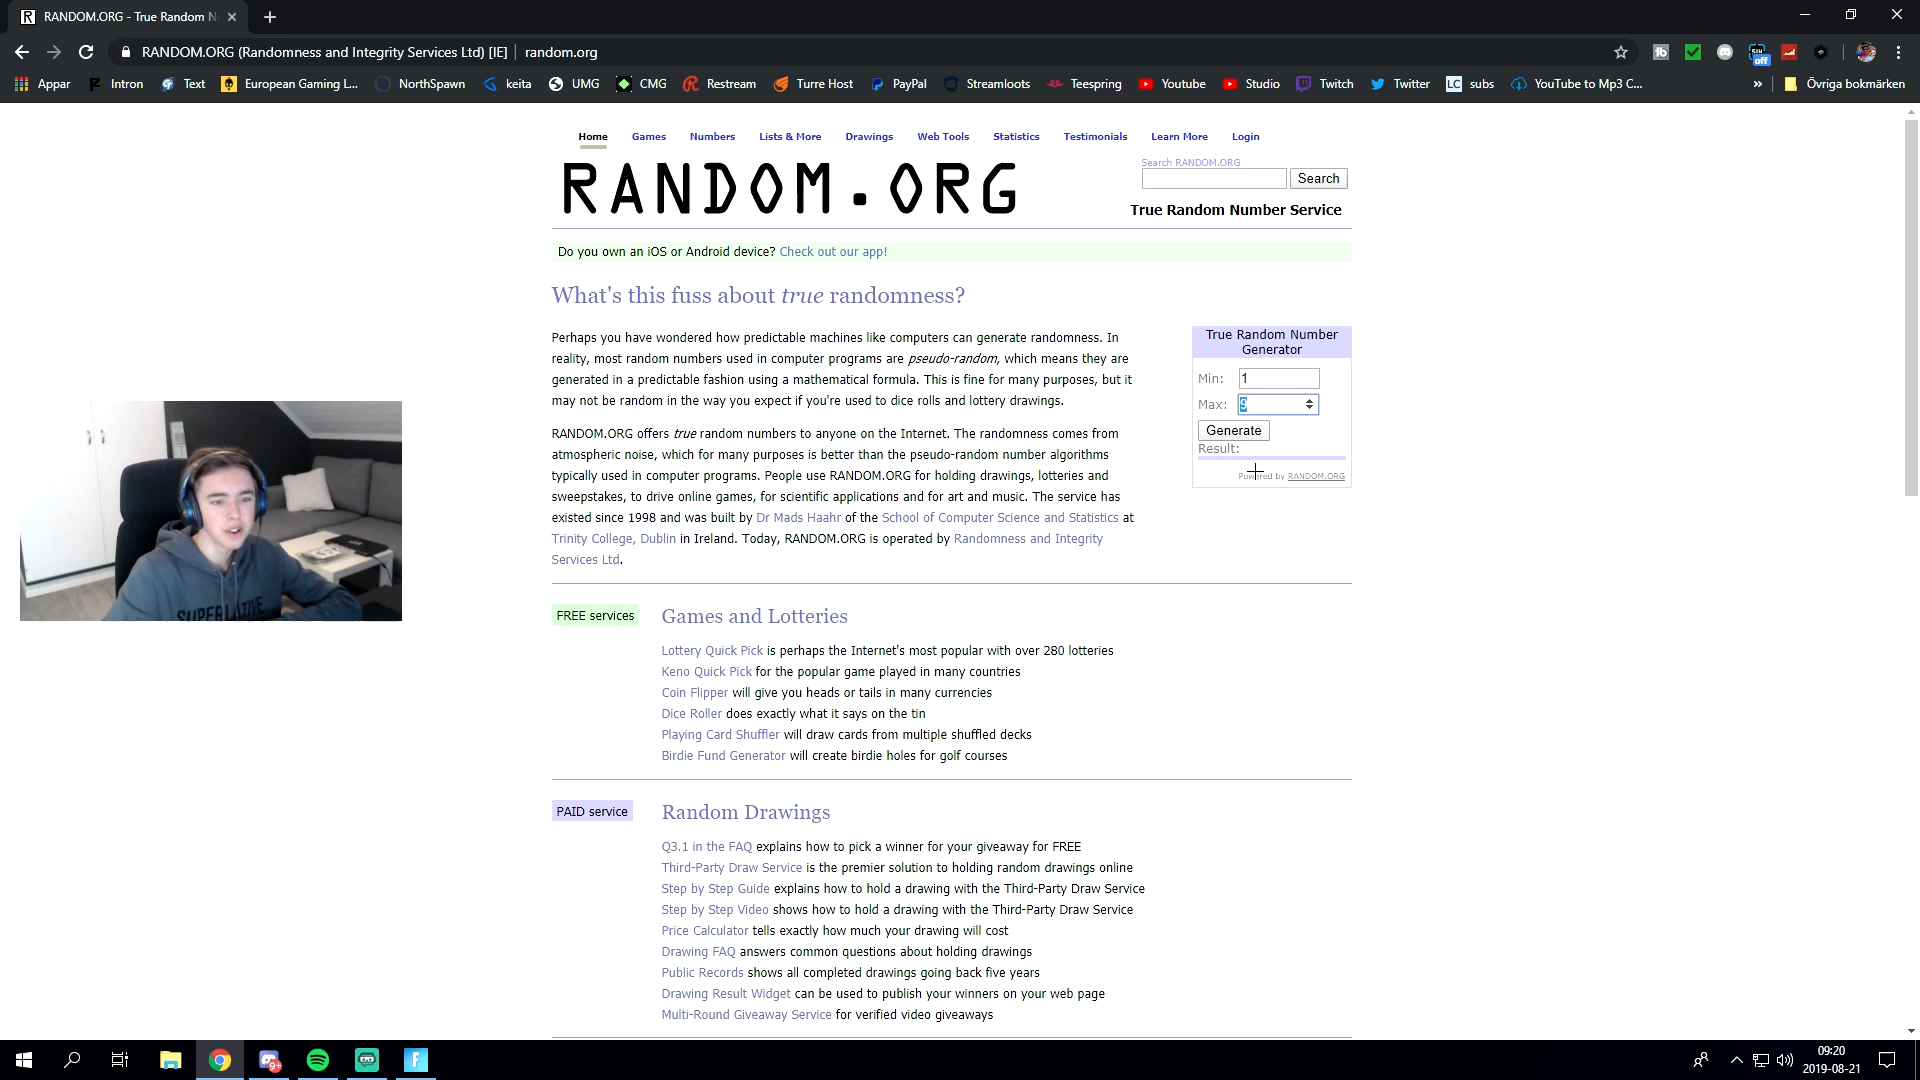 RANDOM.ORG - True Random N
RANDOM.ORG (Randomness and Integrity Services Ltd) [IE] | random.org
off
Appar Intron Text European Gaming L... NorthSpawn keita UMG CMG Restream Turre Host PayPal Streamloots Teespring Youtube Studio Twitch Twitter LC subs YouTube to Mp3 C... » Övriga bokmärken
Home Games Numbers Lists & More Drawings Web Tools Statistics Testimonials Learn More Login
RANDOM.ORG
Search RANDOM.ORG
Search
True Random Number Service
Do you own an iOS or Android device? Check out our app!
What's this fuss about true randomness?
Perhaps you have wondered how predictable machines like computers can generate randomness. In
reality, most random numbers used in computer programs are pseudo-random, which means they are
generated in a predictable fashion using a mathematical formula. This is fine for many purposes, but it
may not be random in the way you expect if you're used to dice rolls and lottery drawings.
RANDOM.ORG offers true random numbers to anyone on the Internet. The randomness comes from
atmospheric noise, which for many purposes is better than the pseudo-random number algorithms
typically used in computer programs. People use RANDOM.ORG for holding drawings, lotteries and
sweepstakes, to drive online games, for scientific applications and for art and music. The service has
existed since 1998 and was built by Dr Mads Haahr of the School of Computer Science and Statistics at
Trinity College, Dublin in Ireland. Today, RANDOM.ORG is operated by Randomness and Integrity
Services Ltd.
True Random Number
Generator
Min: 1
Max: 9
Generate
Result:
Powered by RANDOM.ORG
SUPERLATIVE
FREE services
Games and Lotteries
Lottery Quick Pick is perhaps the Internet's most popular with over 280 lotteries
Keno Quick Pick for the popular game played in many countries
Coin Flipper will give you heads or tails in many currencies
Dice Roller does exactly what it says on the tin
Playing Card Shuffler will draw cards from multiple shuffled decks
Birdie Fund Generator will create birdie holes for golf courses
PAID service
Random Drawings
Q3.1 in the FAQ explains how to pick a winner for your giveaway for FREE
Third-Party Draw Service is the premier solution to holding random drawings online
Step by Step Guide explains how to hold a drawing with the Third-Party Draw Service
Step by Step Video shows how to hold a drawing with the Third-Party Draw Service
Price Calculator tells exactly how much your drawing will cost
Drawing FAQ answers common questions about holding drawings
Public Records shows all completed drawings going back five years
Drawing Result Widget can be used to publish your winners on your web page
Multi-Round Giveaway Service for verified video giveaways
9+
09:20
2019-08-21